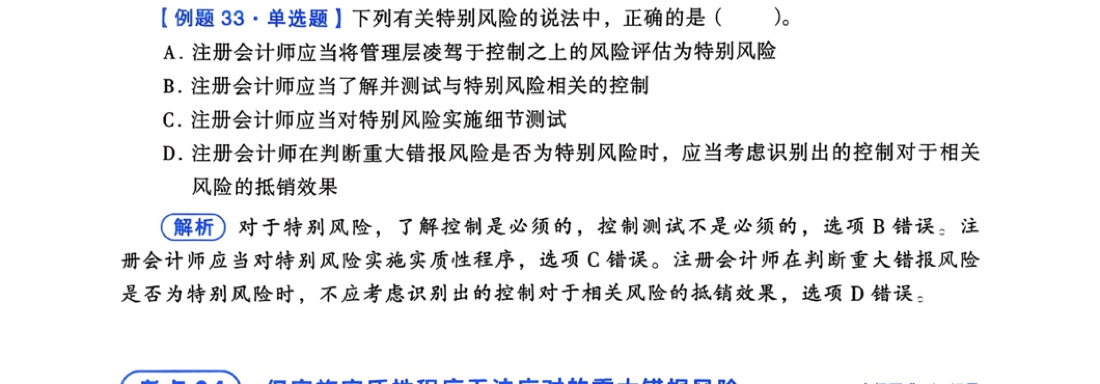 【例题 33·单选题】下列有关特别风险的说法中，正确的是（　　）。
A. 注册会计师应当将管理层凌驾于控制之上的风险评估为特别风险
B. 注册会计师应当了解并测试与特别风险相关的控制
C. 注册会计师应当对特别风险实施细节测试
D. 注册会计师在判断重大错报风险是否为特别风险时，应当考虑识别出的控制对于相关
风险的抵销效果
解析 对于特别风险，了解控制是必须的，控制测试不是必须的，选项 B 错误。注
册会计师应当对特别风险实施实质性程序，选项 C 错误。注册会计师在判断重大错报风险
是否为特别风险时，不应考虑识别出的控制对于相关风险的抵销效果，选项 D 错误。